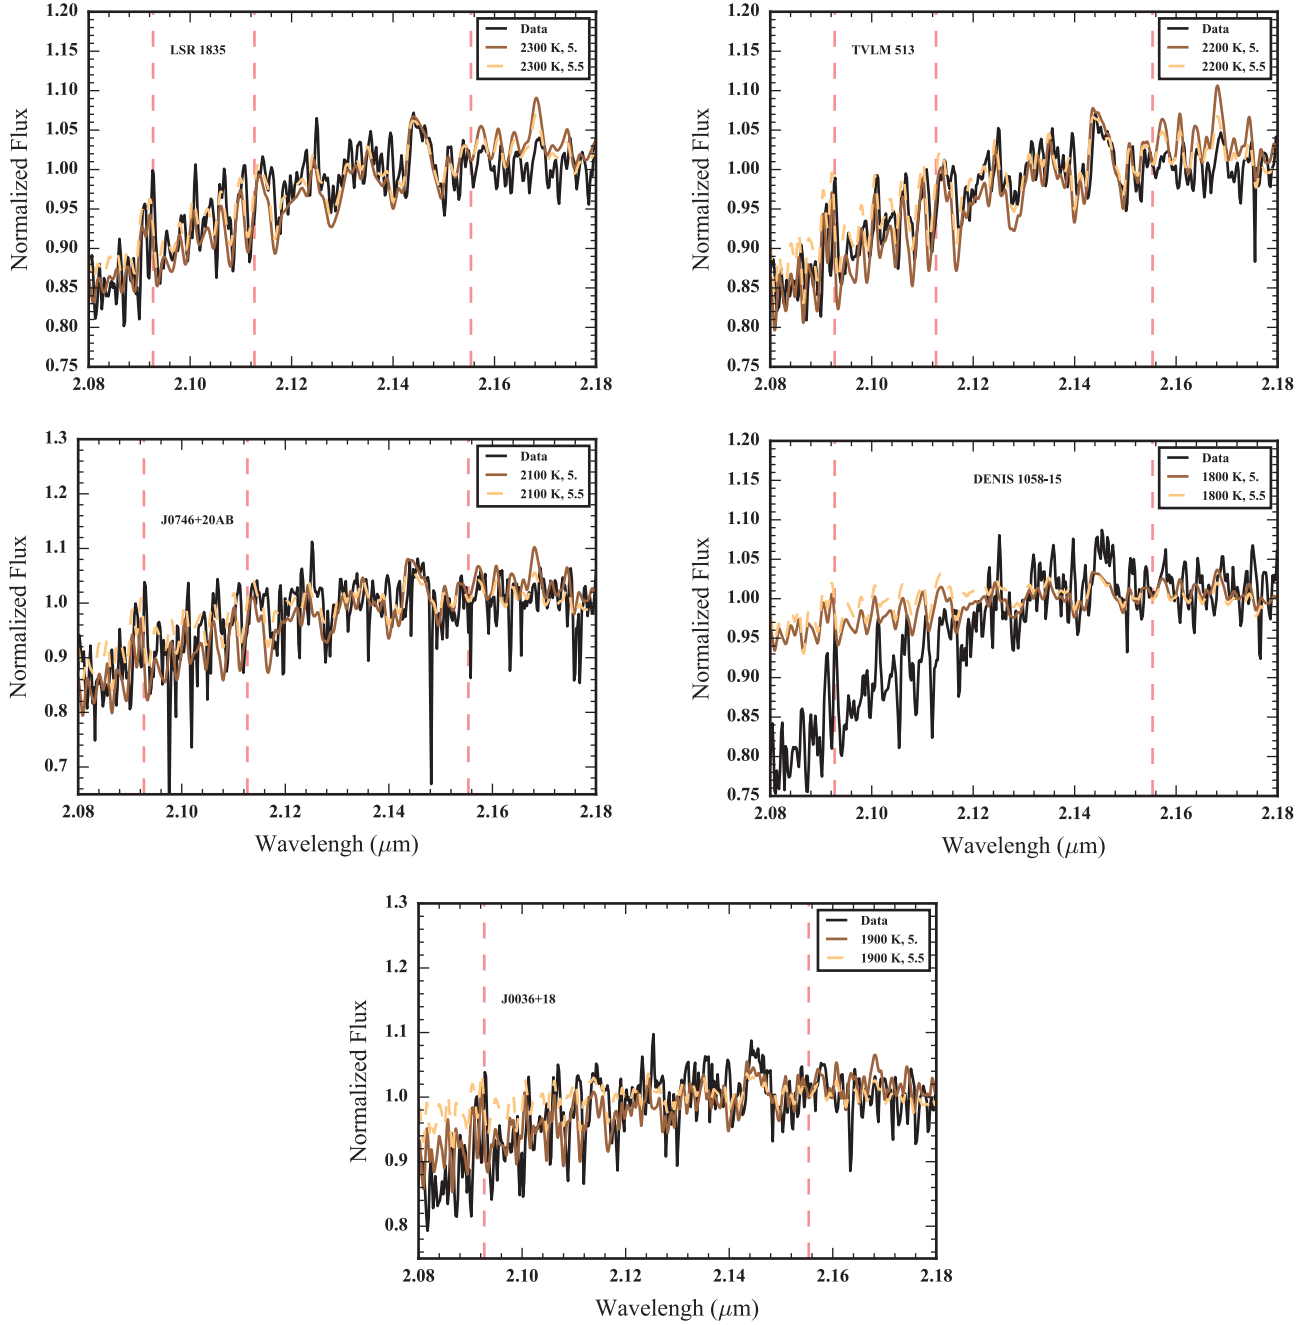 1.20
1.15
1.10
1.05
1.00
0.95
0.90
0.85
0.80
0.75
Normalized Flux
LSR 1835
Data
2300 K, 5.
2300 K, 5.5
2.08 2.10 2.12 2.14 2.16 2.18
1.20
1.15
1.10
1.05
1.00
0.95
0.90
0.85
0.80
0.75
Normalized Flux
TVLM 513
Data
2200 K, 5.
2200 K, 5.5
2.08 2.10 2.12 2.14 2.16 2.18
1.3
1.2
1.1
1.0
0.9
0.8
0.7
Normalized Flux
J0746+20AB
Data
2100 K, 5.
2100 K, 5.5
2.08 2.10 2.12 2.14 2.16 2.18
Wavelengh (μm)
1.20
1.15
1.10
1.05
1.00
0.95
0.90
0.85
0.80
0.75
Normalized Flux
DENIS 1058-15
Data
1800 K, 5.
1800 K, 5.5
2.08 2.10 2.12 2.14 2.16 2.18
Wavelengh (μm)
1.3
1.2
1.1
1.0
0.9
0.8
Normalized Flux
J0036+18
Data
1900 K, 5.
1900 K, 5.5
2.08 2.10 2.12 2.14 2.16 2.18
Wavelengh (μm)